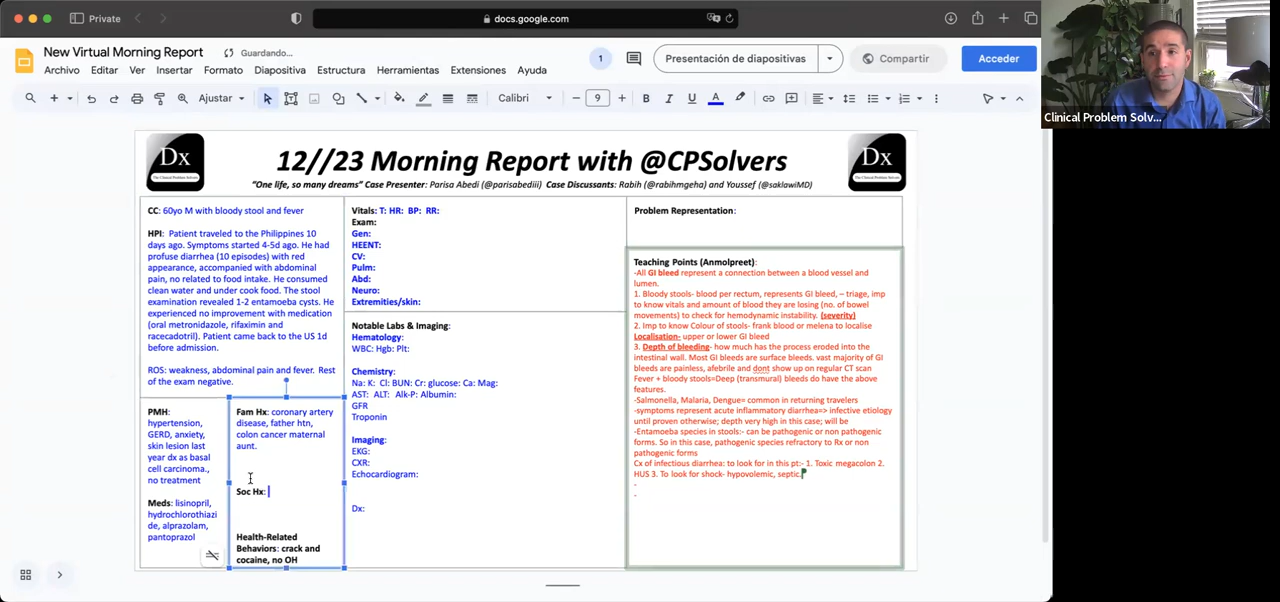 Private
docs.google.com
New Virtual Morning Report
Guardando...
1
Presentación de diapositivas
Compartir
Acceder
Archivo Editar Ver Insertar Formato Diapositiva Estructura Herramientas Extensiones Ayuda
Ajustar
Calibri
9
B I U A
Clinical Problem Solv...
Dx
The Clinical Problem Solvers
12//23 Morning Report with @CPSolvers
"One life, so many dreams" Case Presenter: Parisa Abedi (@parisabediii) Case Discussants: Rabih (@rabihmgeha) and Youssef (@saklawiMD)
Dx
The Clinical Problem Solvers
CC: 60yo M with bloody stool and fever
HPI: Patient traveled to the Philippines 10
days ago. Symptoms started 4-5d ago. He had
profuse diarrhea (10 episodes) with red
appearance, accompanied with abdominal
pain, no related to food intake. He consumed
clean water and under cook food. The stool
examination revealed 1-2 entamoeba cysts. He
experienced no improvement with medication
(oral metronidazole, rifaximin and
racecadotril). Patient came back to the US 1d
before admission.
ROS: weakness, abdominal pain and fever. Rest
of the exam negative.
PMH:
hypertension,
GERD, anxiety,
skin lesion last
year dx as basal
cell carcinoma.,
no treatment
Meds: lisinopril,
hydrochlorothiazi
de, alprazolam,
pantoprazol
Fam Hx: coronary artery
disease, father htn,
colon cancer maternal
aunt.
Soc Hx:
Health-Related
Behaviors: crack and
cocaine, no OH
Vitals: T: HR: BP: RR:
Exam:
Gen:
HEENT:
CV:
Pulm:
Abd:
Neuro:
Extremities/skin:
Notable Labs & Imaging:
Hematology:
WBC: Hgb: Plt:
Chemistry:
Na: K: Cl: BUN: Cr: glucose: Ca: Mag:
AST: ALT: Alk-P: Albumin:
GFR
Troponin
Imaging:
EKG:
CXR:
Echocardiogram:
Dx:
Problem Representation:
Teaching Points (Anmolpreet):
-All GI bleed represent a connection between a blood vessel and
lumen.
1. Bloody stools- blood per rectum, represents GI bleed, – triage, imp
to know vitals and amount of blood they are losing (no. of bowel
movements) to check for hemodynamic instability. (severity)
2. Imp to know Colour of stools- frank blood or melena to localise
Localisation- upper or lower GI bleed
3. Depth of bleeding- how much has the process eroded into the
intestinal wall. Most GI bleeds are surface bleeds. vast majority of GI
bleeds are painless, afebrile and dont show up on regular CT scan
Fever + bloody stools=Deep (transmural) bleeds do have the above
features.
-Salmonella, Malaria, Dengue= common in returning travelers
-symptoms represent acute inflammatory diarrhea=> infective etiology
until proven otherwise; depth very high in this case; will be
-Entamoeba species in stools:- can be pathogenic or non pathogenic
forms. So in this case, pathogenic species refractory to Rx or non
pathogenic forms
Cx of infectious diarrhea: to look for in this pt:- 1. Toxic megacolon 2.
HUS 3. To look for shock- hypovolemic, septic.
-
-